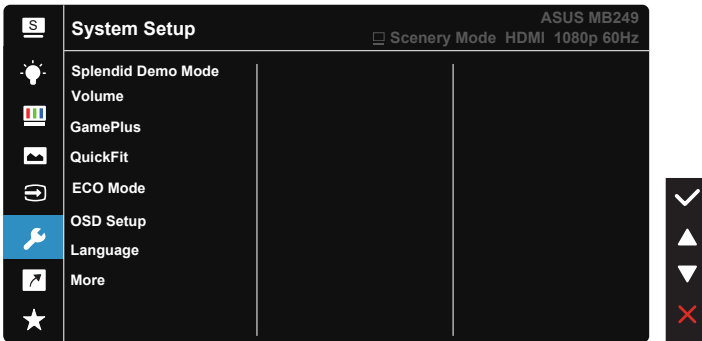 S
System Setup
ASUS MB249
Scenery Mode HDMI 1080p 60Hz
Splendid Demo Mode
Volume
GamePlus
QuickFit
ECO Mode
OSD Setup
Language
More